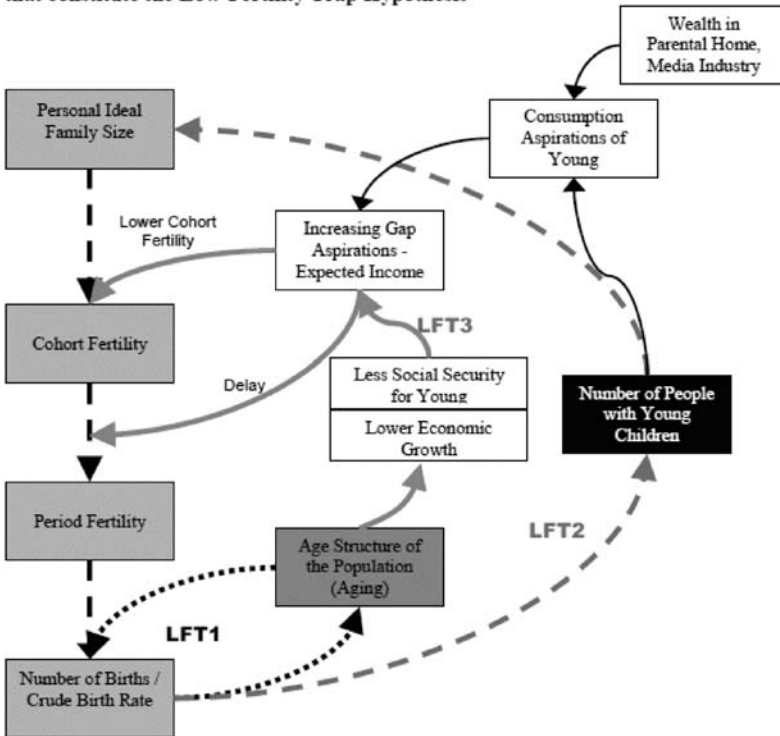 that constitute the Low Fertility Trap Hypothesis
Wealth in
Parental Home,
Media Industry
Personal Ideal
Family Size
Consumption
Aspirations of
Young
Lower Cohort
Fertility
Increasing Gap
Aspirations -
Expected Income
Cohort Fertility
LFT3
Delay
Less Social Security
for Young
Lower Economic
Growth
Number of People
with Young
Children
Period Fertility
Age Structure of
the Population
(Aging)
LFT2
LFT1
Number of Births /
Crude Birth Rate